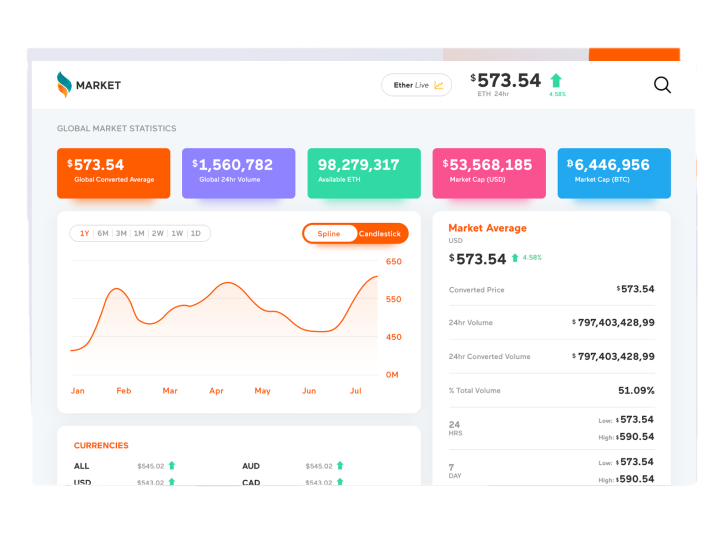 MARKET
Ether Live
$573.54
ETH 24hr
4.58%
GLOBAL MARKET STATISTICS
$573.54
Global Converted Average
$1,560,782
Global 24hr Volume
98,279,317
Available ETH
$53,568,185
Market Cap (USD)
₿6,446,956
Market Cap (BTC)
1Y 6M 3M 1M 2W 1W 1D
Spline Candlestick
650
550
450
0M
Jan Feb Mar Apr May Jun Jul
Market Average
USD
$573.54 4.58%
Converted Price $573.54
24hr Volume $797,403,428,99
24hr Converted Volume $797,403,428,99
% Total Volume 51.09%
24 HRS
Low: $573.54
High: $590.54
7 DAY
Low: $573.54
High: $590.54
CURRENCIES
ALL $545.02 AUD $545.02
USD $543.02 CAD $543.02